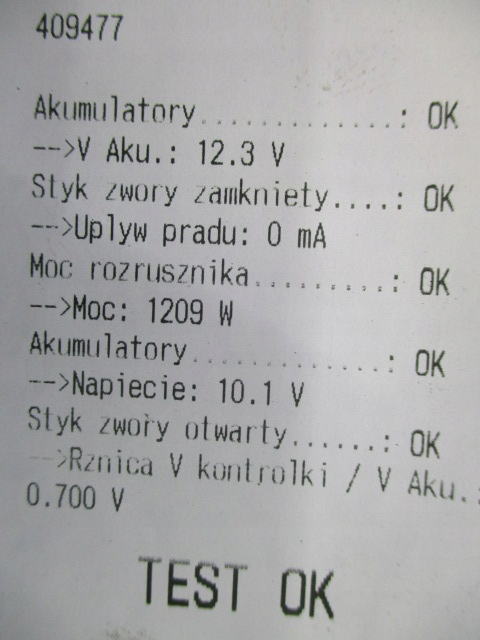 409477
Akumulatory..............: OK
-->V Aku.: 12.3 V
Styk zwory zamkniety....: OK
-->Uplyw pradu: 0 mA
Moc rozrusznika.........: OK
-->Moc: 1209 W
Akumulatory.............: OK
-->Napiecie: 10.1 V
Styk zwory otwarty......: OK
-->Rznica V kontrolki / V Aku.:
0.700 V
TEST OK